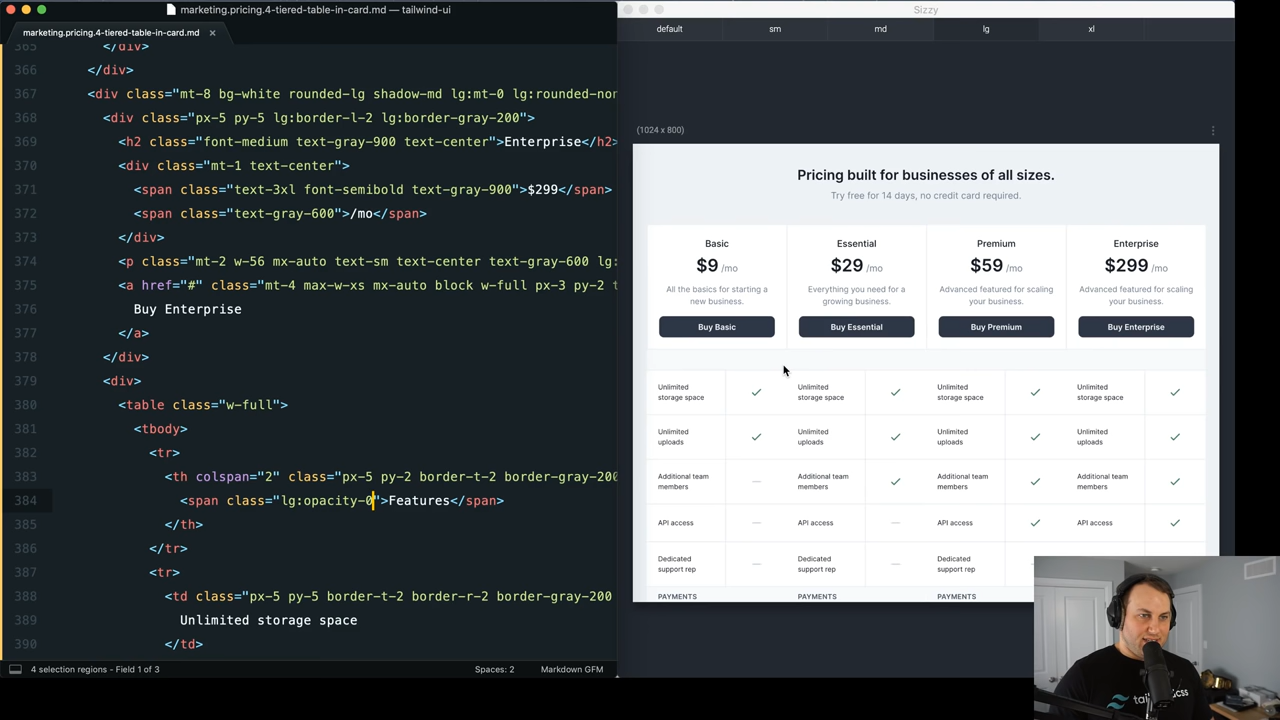 marketing.pricing.4-tiered-table-in-card.md — tailwind-ui
Sizzy
marketing.pricing.4-tiered-table-in-card.md ×
default sm md lg xl
365 </div>
366 </div>
367 <div class="mt-8 bg-white rounded-lg shadow-md lg:mt-0 lg:rounded-non
368 <div class="px-5 py-5 lg:border-l-2 lg:border-gray-200">
369 <h2 class="font-medium text-gray-900 text-center">Enterprise</h2>
370 <div class="mt-1 text-center">
371 <span class="text-3xl font-semibold text-gray-900">$299</span>
372 <span class="text-gray-600">/mo</span>
373 </div>
374 <p class="mt-2 w-56 mx-auto text-sm text-center text-gray-600 lg:
375 <a href="#" class="mt-4 max-w-xs mx-auto block w-full px-3 py-2 t
376 Buy Enterprise
377 </a>
378 </div>
379 <div>
380 <table class="w-full">
381 <tbody>
382 <tr>
383 <th colspan="2" class="px-5 py-2 border-t-2 border-gray-200
384 <span class="lg:opacity-0">Features</span>
385 </th>
386 </tr>
387 <tr>
388 <td class="px-5 py-5 border-t-2 border-r-2 border-gray-200
389 Unlimited storage space
390 </td>
4 selection regions - Field 1 of 3 Spaces: 2 Markdown GFM
(1024 x 800)
Pricing built for businesses of all sizes.
Try free for 14 days, no credit card required.
Basic Essential Premium Enterprise
$9 /mo $29 /mo $59 /mo $299 /mo
All the basics for starting a Everything you need for a Advanced featured for scaling Advanced featured for scaling
new business. growing business. your business. your business.
Buy Basic Buy Essential Buy Premium Buy Enterprise
Unlimited Unlimited Unlimited Unlimited
storage space storage space storage space storage space
Unlimited Unlimited Unlimited Unlimited
uploads uploads uploads uploads
Additional team Additional team Additional team Additional team
members members members members
API access API access API access API access
Dedicated Dedicated Dedicated
support rep support rep support rep
PAYMENTS PAYMENTS PAYMENTS